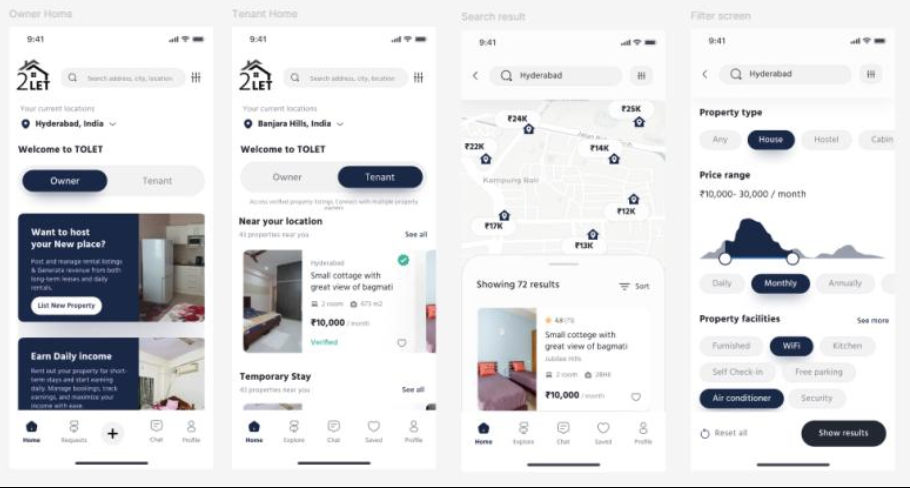 Owner Home
9:41
2LET
Search address, city, location
Your current locations
Hyderabad, India
Welcome to TOLET
Owner
Tenant
Want to host
your New place?
Post and manage rental listings
& Generate revenue from both
long-term leases and daily
rentals.
List New Property
Earn Daily income
Rent out your property for short-
term stays and start earning
daily. Manage bookings, track
earnings, and maximize your
income with ease
Home
Requests
Chat
Profile
Tenant Home
9:41
2LET
Search address, city, location
Your current locations
Banjara Hills, India
Welcome to TOLET
Owner
Tenant
Access verified property listings, Connect with multiple property
owners
Near your location
43 properties near you
See all
Hyderabad
Small cottage with
great view of bagmati
2 room
673 m2
₹10,000 / month
Verified
Temporary Stay
43 properties near you
See all
Home
Explore
Chat
Saved
Profile
Search result
9:41
Hyderabad
₹25K
₹24K
₹22K
₹14K
Kampung Nair
₹12K
₹17K
₹13K
Showing 72 results
Sort
4.8 (73)
Small cottege with
great view of bagmati
Jubilee Hills
2 room
2BHK
₹10,000 / month
Home
Explore
Chat
Saved
Profile
Filter screen
9:41
Hyderabad
Property type
Any
House
Hostel
Cabin
Price range
₹10,000- 30,000 / month
Daily
Monthly
Annually
Property facilities
See more
Furnished
WiFi
Kitchen
Self Check-in
Free parking
Air conditioner
Security
Reset all
Show results